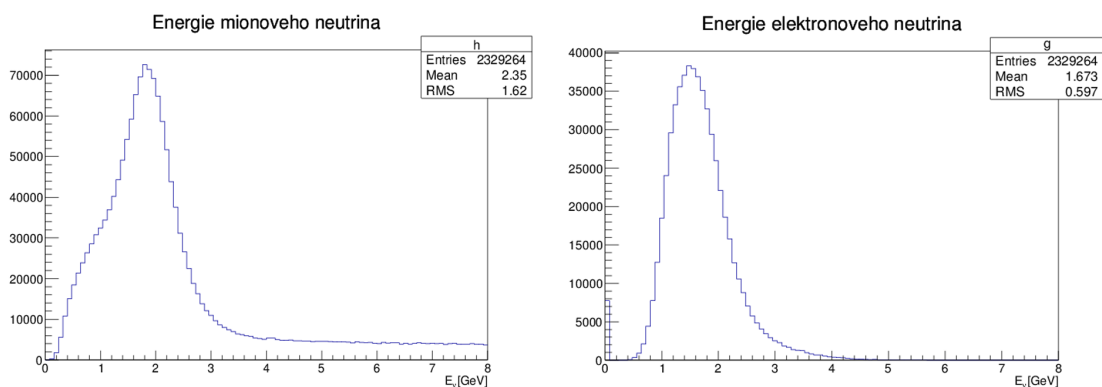 Energie mionoveho neutrina
h
Entries 2329264
Mean 2.35
RMS 1.62
70000
60000
50000
40000
30000
20000
10000
0
0 1 2 3 4 5 6 7 8
Eν[GeV]
Energie elektronoveho neutrina
g
Entries 2329264
Mean 1.673
RMS 0.597
40000
35000
30000
25000
20000
15000
10000
5000
0
0 1 2 3 4 5 6 7 8
Eν[GeV]